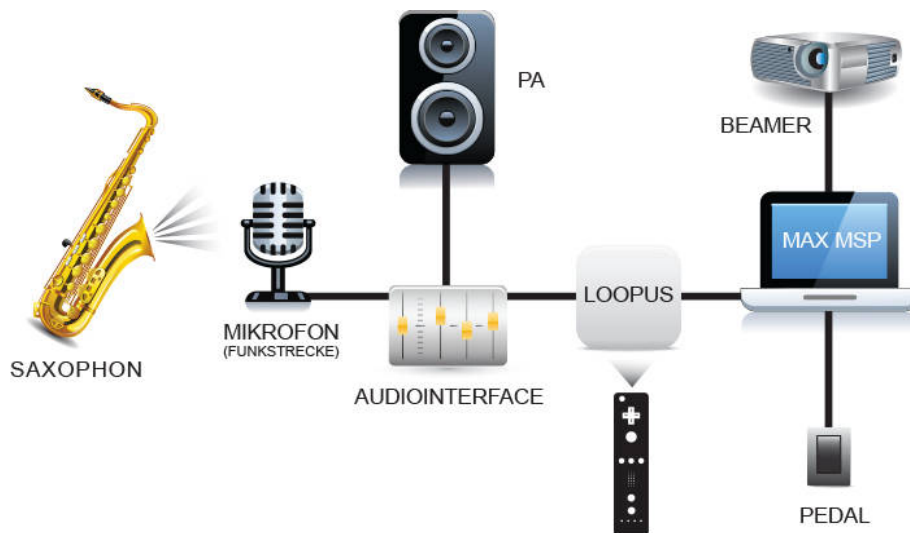 PA
BEAMER
MAX MSP
LOOPUS
MIKROFON
(FUNKSTRECKE)
SAXOPHON
AUDIOINTERFACE
PEDAL